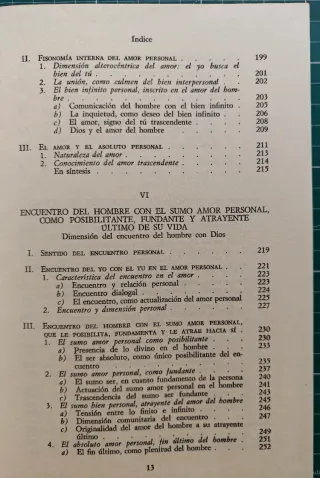 Índice
II. FISONOMÍA INTERNA DEL AMOR PERSONAL . . . . . 199
1. Dimensión alterocéntrica del amor: el yo busca el
bien del tú . . . . . . . . . . 201
2. La unión, como culmen del bien interpersonal . . . 202
3. El bien infinito personal, inscrito en el amor del hom-
bre . . . . . . . . . . 203
a) Comunicación del hombre con el bien infinito . 205
b) La inquietud, como deseo del bien infinito . . 206
c) El amor, signo del tú trascendente . . . . 208
d) Dios y el amor del hombre . . . . . 209
III. EL AMOR Y EL ASOLUTO PERSONAL . . . . . . 211
1. Naturaleza del amor . . . . . . . . 213
2. Conocimiento del amor trascendente . . . . . 214
En síntesis . . . . . . . . . . 215
VI
ENCUENTRO DEL HOMBRE CON EL SUMO AMOR PERSONAL,
COMO POSIBILITANTE, FUNDANTE Y ATRAYENTE
ÚLTIMO DE SU VIDA
Dimensión del encuentro del hombre con Dios
I. SENTIDO DEL ENCUENTRO PERSONAL . . . . . 219
II. ENCUENTRO DEL YO CON EL TU EN EL AMOR PERSONAL . . . 221
1. Característica del encuentro en el amor . . . . 223
a) Encuentro y relación personal . . . . . 223
b) Encuentro dialogal . . . . . . . 224
c) El encuentro, como actualización del amor personal 225
2. Encuentro y dimensión personal . . . . . . 227
III. ENCUENTRO DEL HOMBRE CON EL SUMO AMOR PERSONAL,
QUE LE POSIBILITA, FUNDAMENTA Y LE ATRAE HACIA SÍ . . 230
1. El sumo amor personal como posibilitante . . . . 230
a) Presencia de lo divino en el hombre . . . . 233
b) El ser absoluto, como único posibilitante del en-
cuentro . . . . . . . . . . 235
2. El sumo amor personal, como fundante . . . . 237
a) El sumo ser, en cuanto fundamento de la persona 240
b) Actuación del sumo amor personal en el hombre 241
c) Trascendencia del sumo ser fundante . . . . 243
3. El sumo bien personal, atrayente del amor del hombre 245
a) Tensión entre lo finito e infinito . . . . . 246
b) Dimensión comunitaria del encuentro . . . . 247
c) Originalidad del amor del hombre a su atrayente
último . . . . . . . . . . 249
4. El absoluto amor personal, fin último del hombre . 251
a) El fin último, como plenitud del hombre . . . 252
13